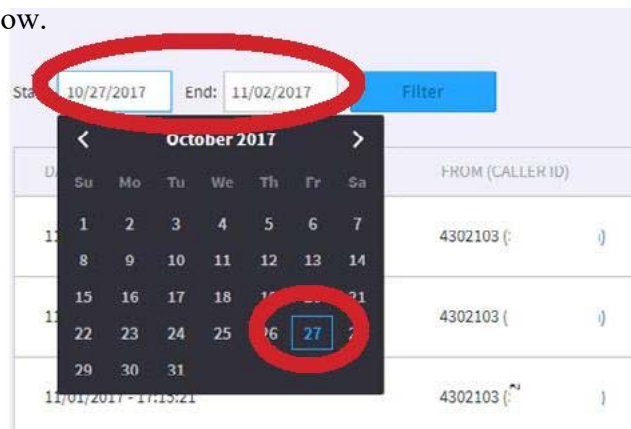 ow.
Sta 10/27/2017 End: 11/02/2017 Filter
October 2017
Su Mo Tu We Th Fr Sa
FROM (CALLER ID)
1 2 3 4 5 6 7
4302103 (
8 9 10 11 12 13 14
15 16 17 18 21
4302103 (
22 23 24 25 26 27
29 30 31
11/01/2017 - 17:15:21
4302103 (